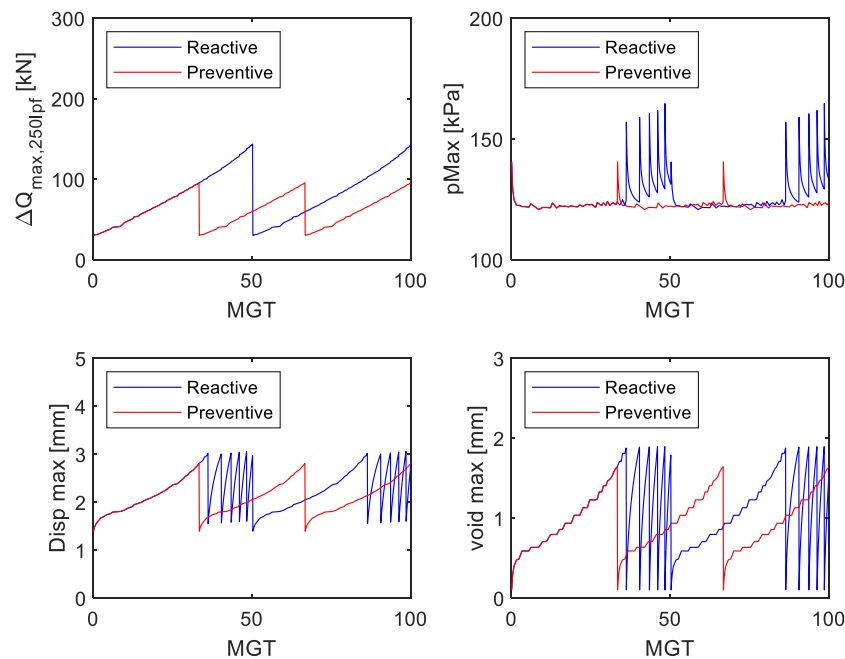 300
200
100
0
0
50
100
ΔQmax,250lpf [kN]
MGT
Reactive
Preventive
200
150
100
0
50
100
pMax [kPa]
MGT
Reactive
Preventive
5
4
3
2
1
0
0
50
100
Disp max [mm]
MGT
Reactive
Preventive
3
2
1
0
0
50
100
void max [mm]
MGT
Reactive
Preventive